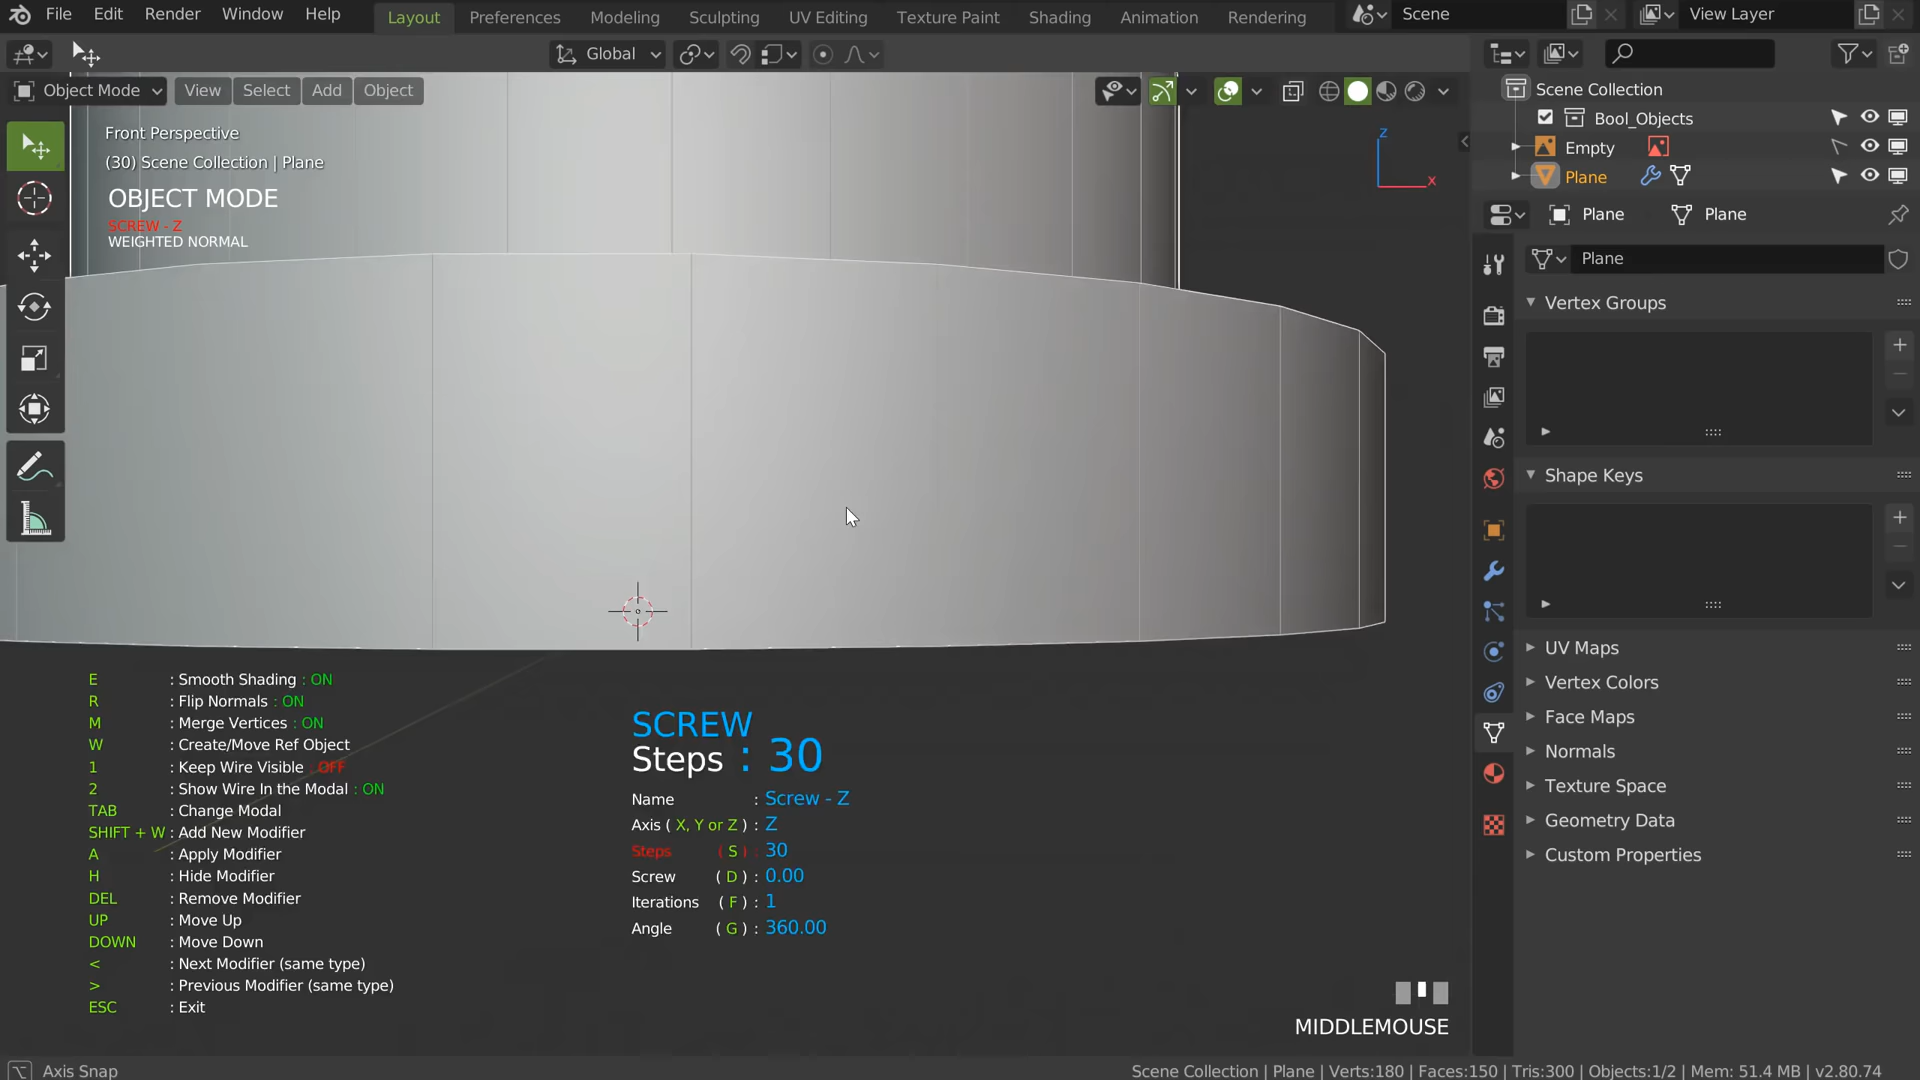 File Edit Render Window Help Layout Preferences Modeling Sculpting UV Editing Texture Paint Shading Animation Rendering Scene View Layer
Global
Object Mode View Select Add Object
Scene Collection
Bool_Objects
Empty
Plane
Plane Plane
Plane
Vertex Groups
Shape Keys
UV Maps
Vertex Colors
Face Maps
Normals
Texture Space
Geometry Data
Custom Properties
Front Perspective
(30) Scene Collection | Plane
OBJECT MODE
SCREW - Z
WEIGHTED NORMAL
Z
X
E : Smooth Shading : ON
R : Flip Normals : ON
M : Merge Vertices : ON
W : Create/Move Ref Object
1 : Keep Wire Visible : OFF
2 : Show Wire In the Modal : ON
TAB : Change Modal
SHIFT + W : Add New Modifier
A : Apply Modifier
H : Hide Modifier
DEL : Remove Modifier
UP : Move Up
DOWN : Move Down
< : Next Modifier (same type)
> : Previous Modifier (same type)
ESC : Exit
SCREW
Steps : 30
Name : Screw - Z
Axis ( X, Y or Z ) : Z
Steps ( S ) : 30
Screw ( D ) : 0.00
Iterations ( F ) : 1
Angle ( G ) : 360.00
MIDDLEMOUSE
Axis Snap
Scene Collection | Plane | Verts:180 | Faces:150 | Tris:300 | Objects:1/2 | Mem: 51.4 MB | v2.80.74